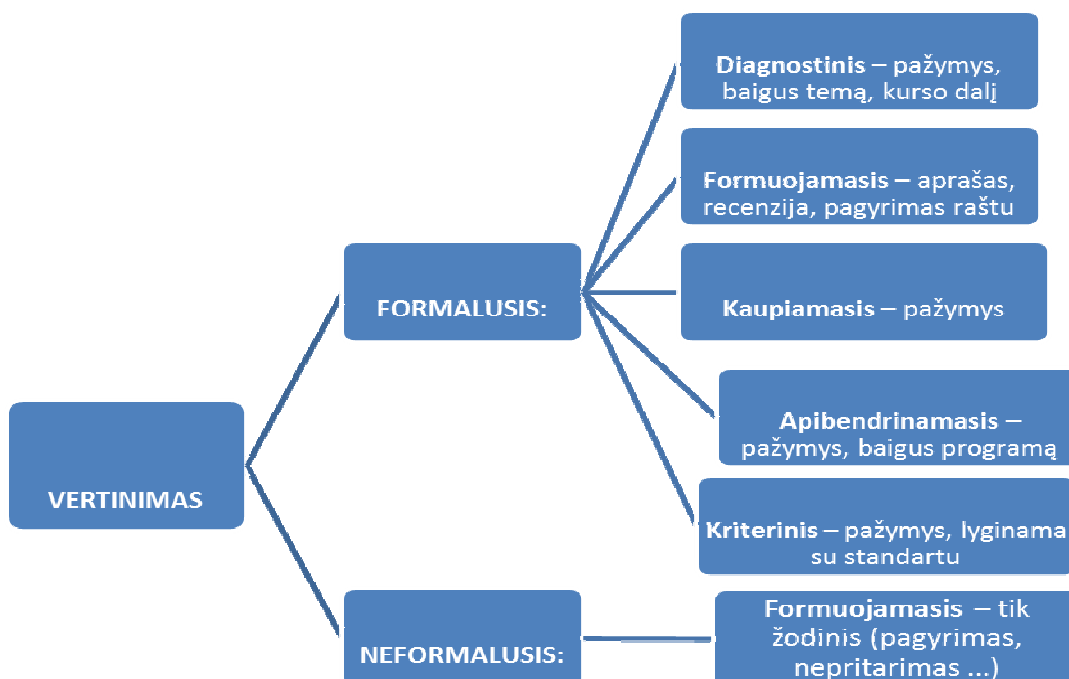 Diagnostinis – pažymys,
baigus temą, kurso dalį
Formuojamasis – aprašas,
recenzija, pagyrimas raštu
FORMALUSIS:
Kaupiamasis – pažymys
Apibendrinamasis –
pažymys, baigus programą
VERTINIMAS
Kriterinis – pažymys, lyginama
su standartu
NEFORMALUSIS:
Formuojamasis – tik
žodinis (pagyrimas,
nepritarimas ...)